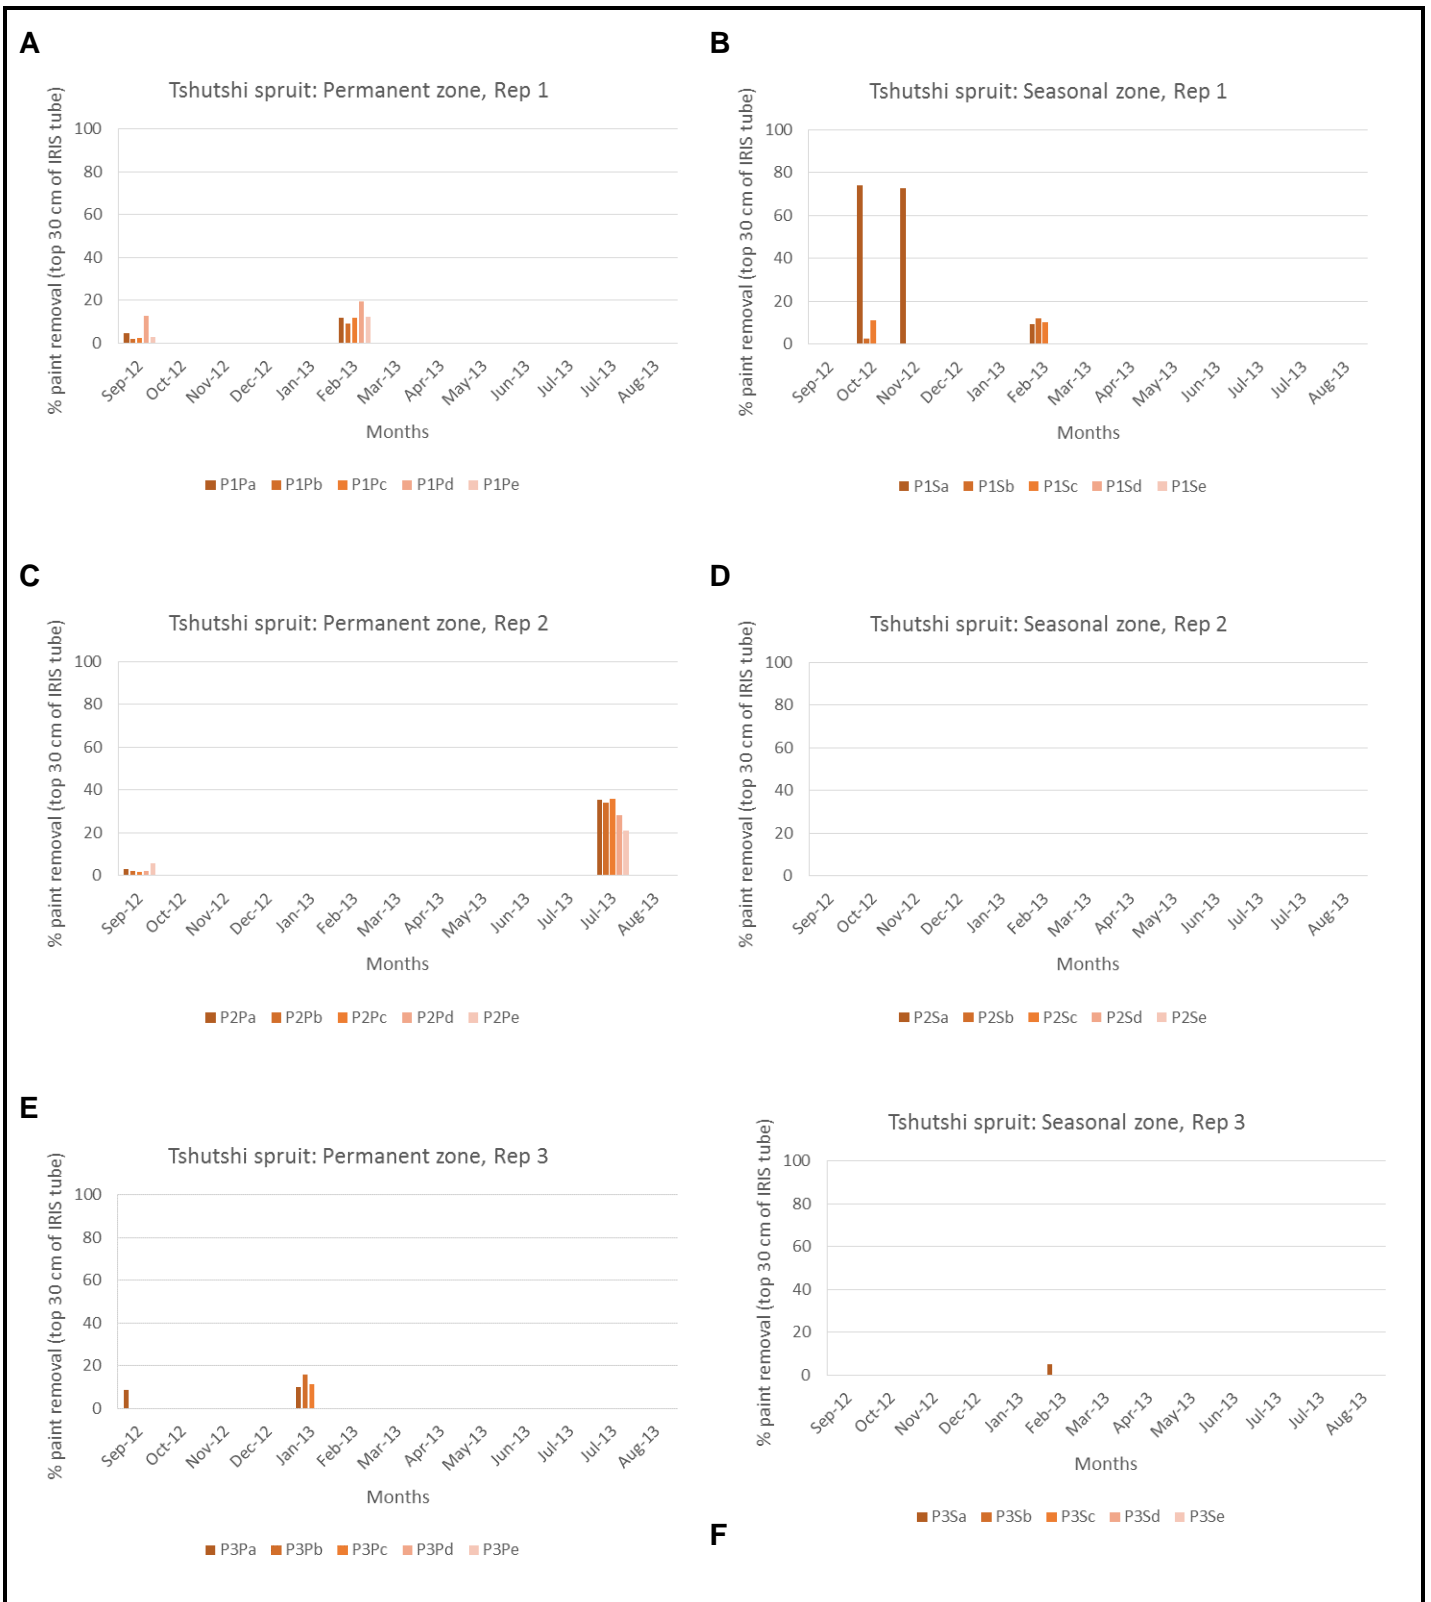 A
Tshutshi spruit: Permanent zone, Rep 1
% paint removal (top 30 cm of IRIS tube)
100
80
60
40
20
0
Sep-12 Oct-12 Nov-12 Dec-12 Jan-13 Feb-13 Mar-13 Apr-13 May-13 Jun-13 Jul-13 Jul-13 Aug-13
Months
P1Pa P1Pb P1Pc P1Pd P1Pe
B
Tshutshi spruit: Seasonal zone, Rep 1
% paint removal (top 30 cm of IRIS tube)
100
80
60
40
20
0
Sep-12 Oct-12 Nov-12 Dec-12 Jan-13 Feb-13 Mar-13 Apr-13 May-13 Jun-13 Jul-13 Jul-13 Aug-13
Months
P1Sa P1Sb P1Sc P1Sd P1Se
C
Tshutshi spruit: Permanent zone, Rep 2
% paint removal (top 30 cm of IRIS tube)
100
80
60
40
20
0
Sep-12 Oct-12 Nov-12 Dec-12 Jan-13 Feb-13 Mar-13 Apr-13 May-13 Jun-13 Jul-13 Jul-13 Aug-13
Months
P2Pa P2Pb P2Pc P2Pd P2Pe
D
Tshutshi spruit: Seasonal zone, Rep 2
% paint removal (top 30 cm of IRIS tube)
100
80
60
40
20
0
Sep-12 Oct-12 Nov-12 Dec-12 Jan-13 Feb-13 Mar-13 Apr-13 May-13 Jun-13 Jul-13 Jul-13 Aug-13
Months
P2Sa P2Sb P2Sc P2Sd P2Se
E
Tshutshi spruit: Permanent zone, Rep 3
% paint removal (top 30 cm of IRIS tube)
100
80
60
40
20
0
Sep-12 Oct-12 Nov-12 Dec-12 Jan-13 Feb-13 Mar-13 Apr-13 May-13 Jun-13 Jul-13 Jul-13 Aug-13
Months
P3Pa P3Pb P3Pc P3Pd P3Pe
Tshutshi spruit: Seasonal zone, Rep 3
% paint removal (top 30 cm of IRIS tube)
100
80
60
40
20
0
Sep-12 Oct-12 Nov-12 Dec-12 Jan-13 Feb-13 Mar-13 Apr-13 May-13 Jun-13 Jul-13 Jul-13 Aug-13
Months
P3Sa P3Sb P3Sc P3Sd P3Se
F